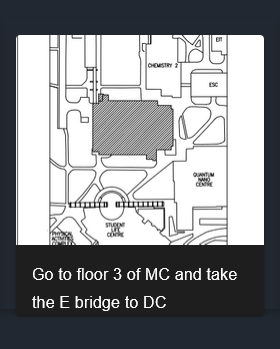 EIT
CHEMISTRY 2
ESC
QUANTUM
NANO
CENTRE
STUDENT
LIFE
CENTRE
PHYSICAL
ACTIVITIES
COMPLEX
Go to floor 3 of MC and take
the E bridge to DC